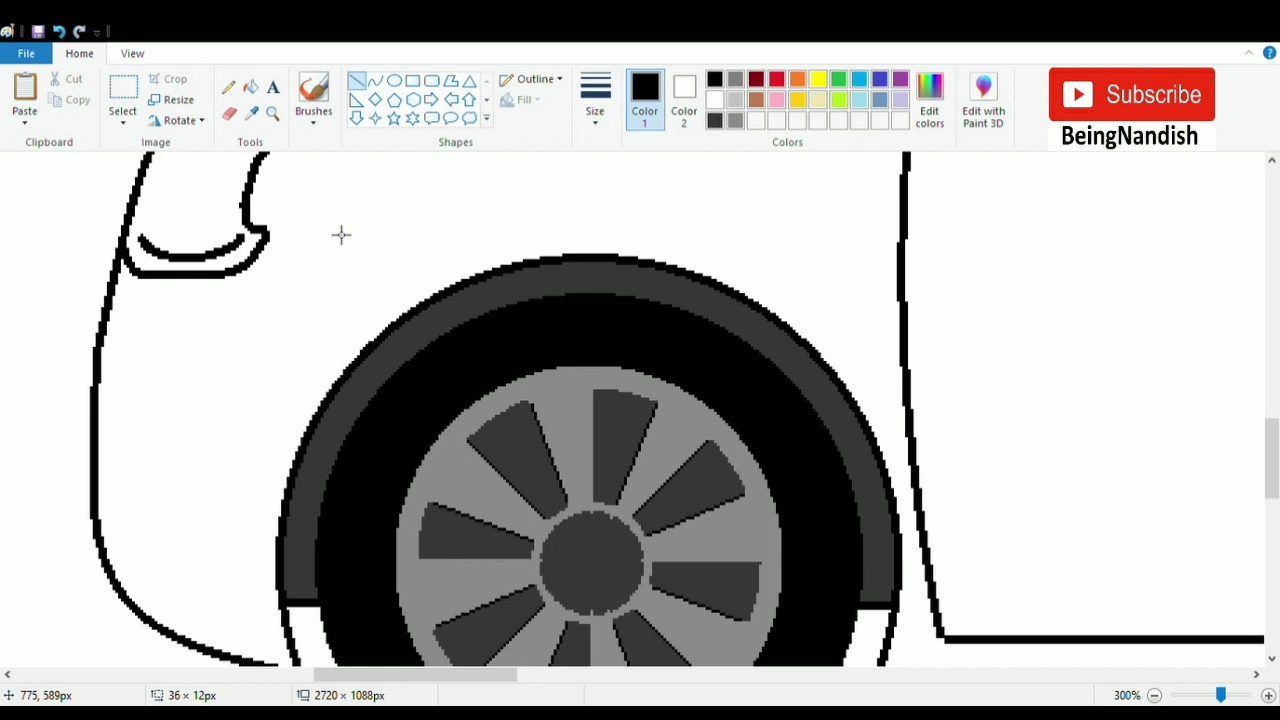 File Home View
Paste
Cut
Copy
Clipboard
Select
Crop
Resize
Rotate
Image
A
Tools
Brushes
Outline
Fill
Shapes
Size
Color 1
Color 2
Edit colors
Colors
Edit with Paint 3D
Subscribe
BeingNandish
775, 589px 36 × 12px 2720 × 1088px 300%